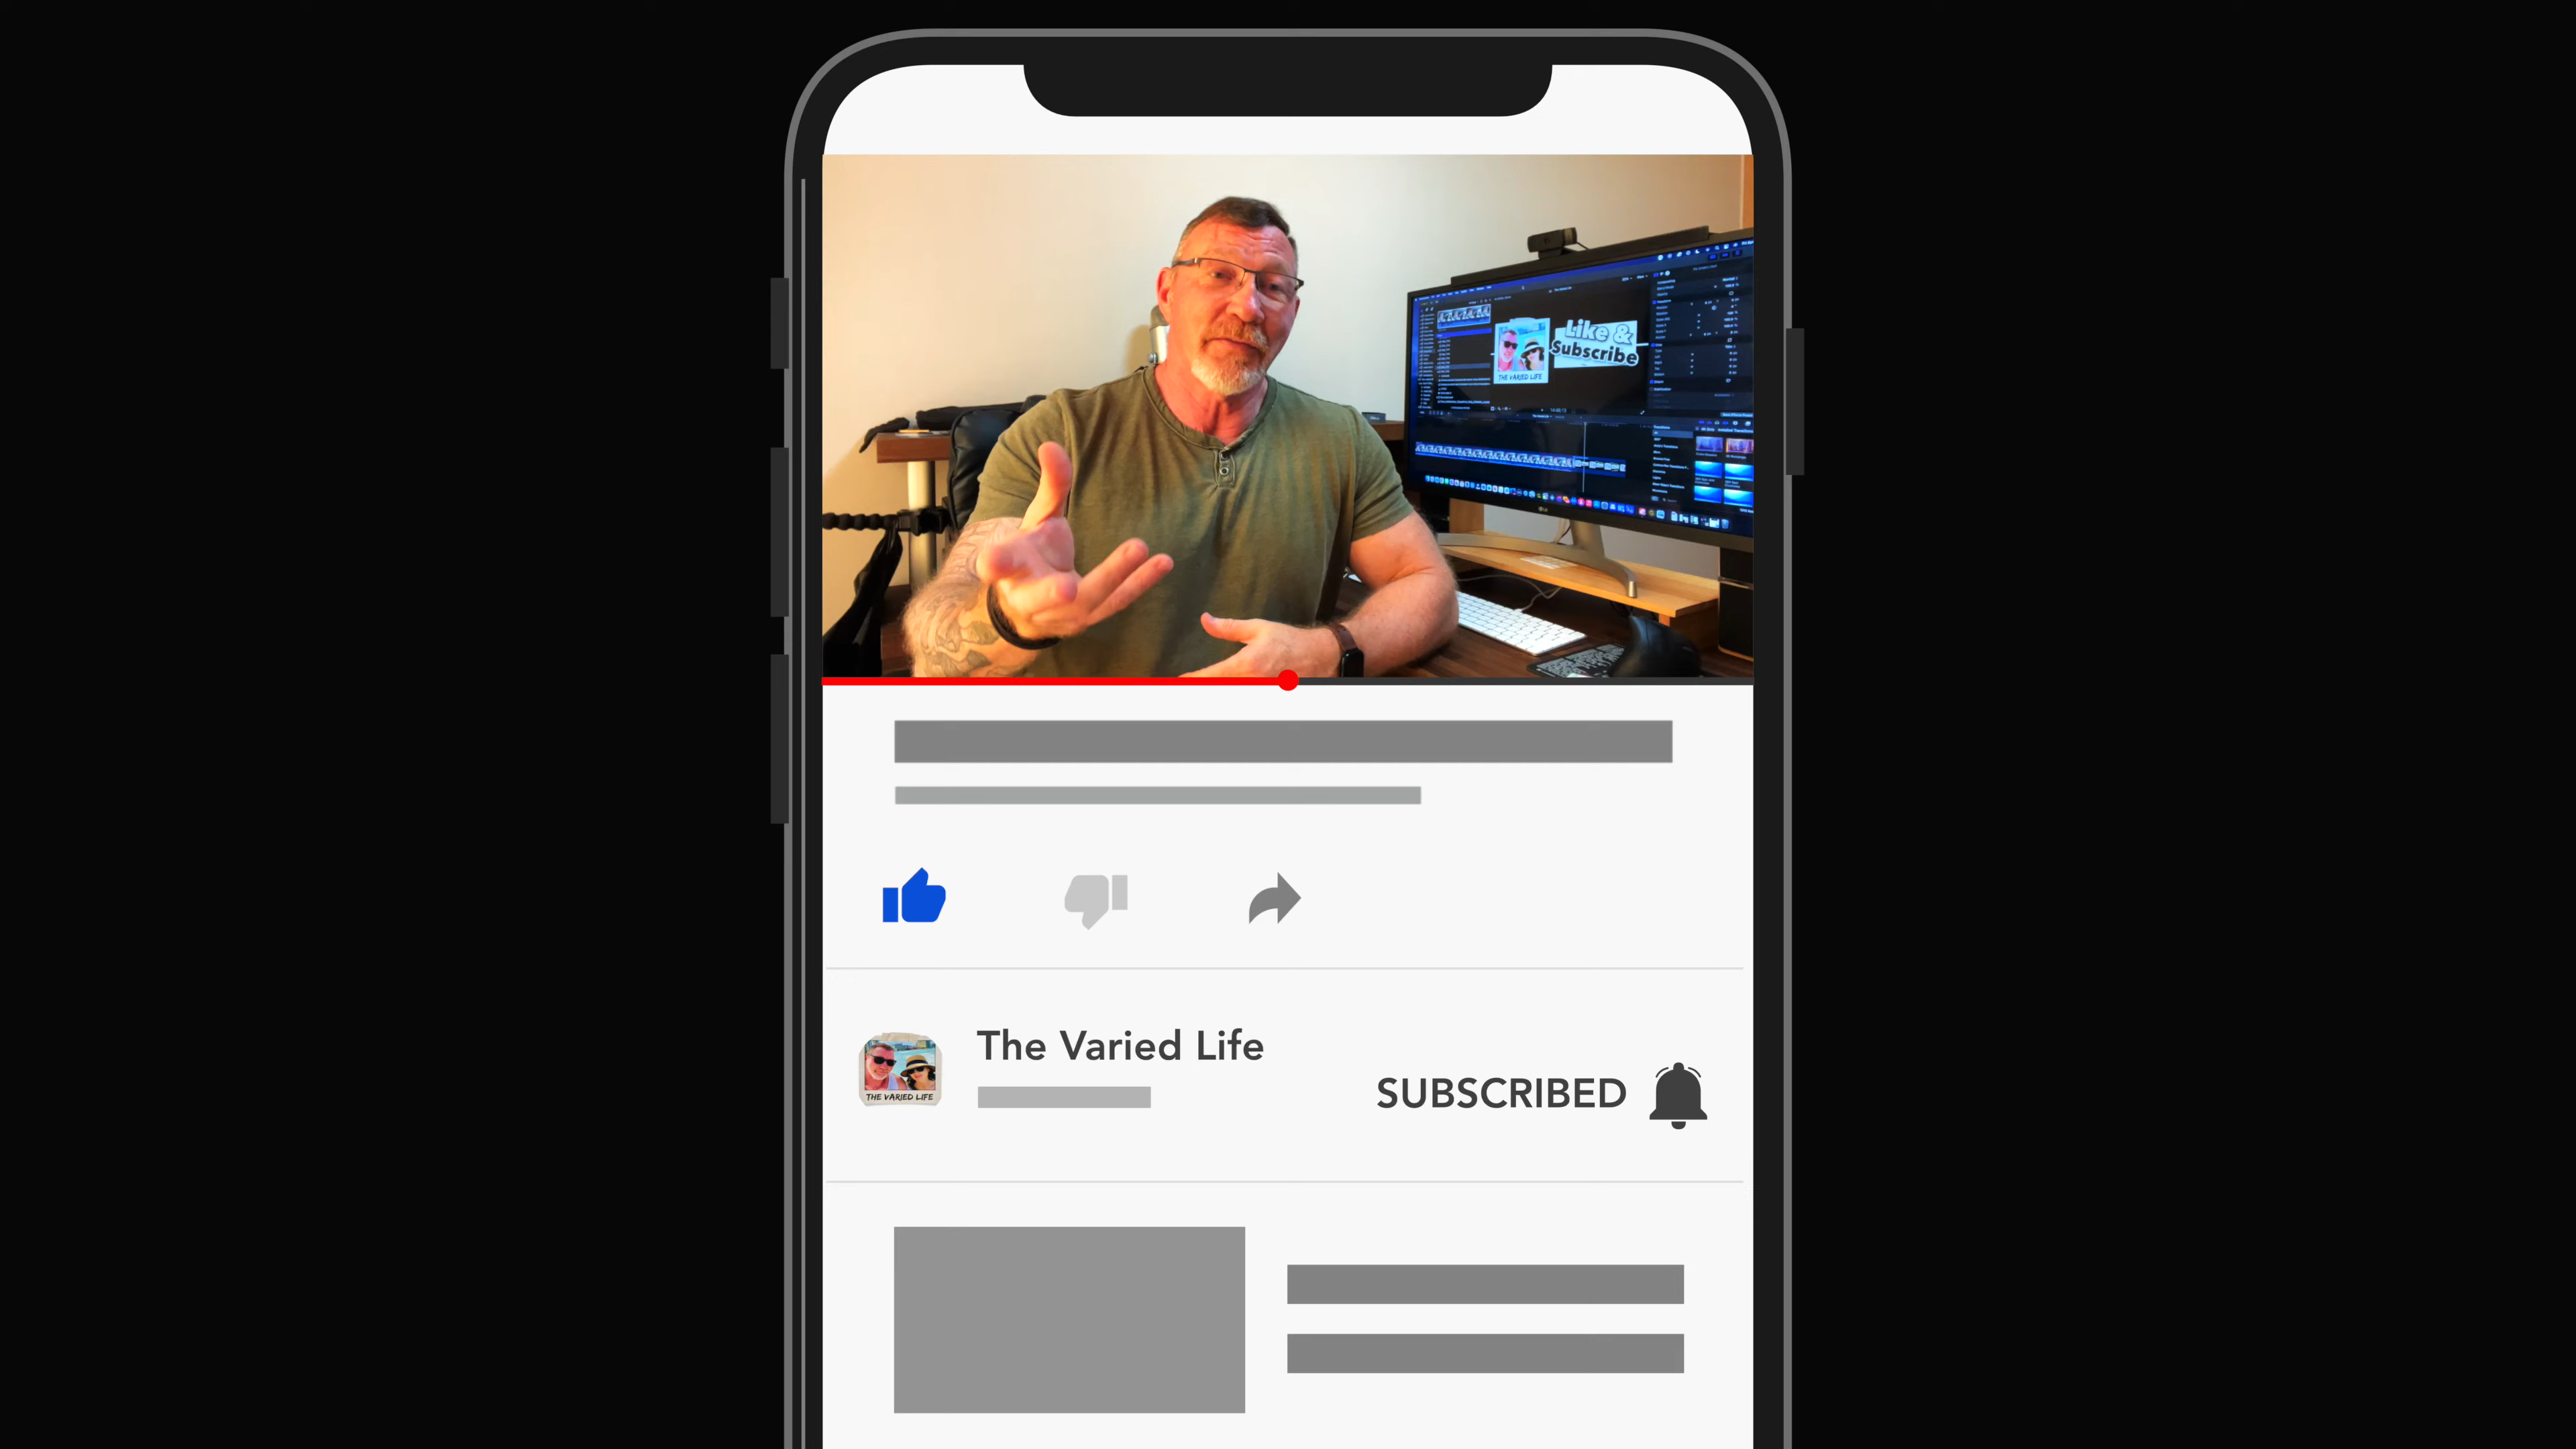 Like &
Subscribe
THE VARIED LIFE
The Varied Life
THE VARIED LIFE
SUBSCRIBED